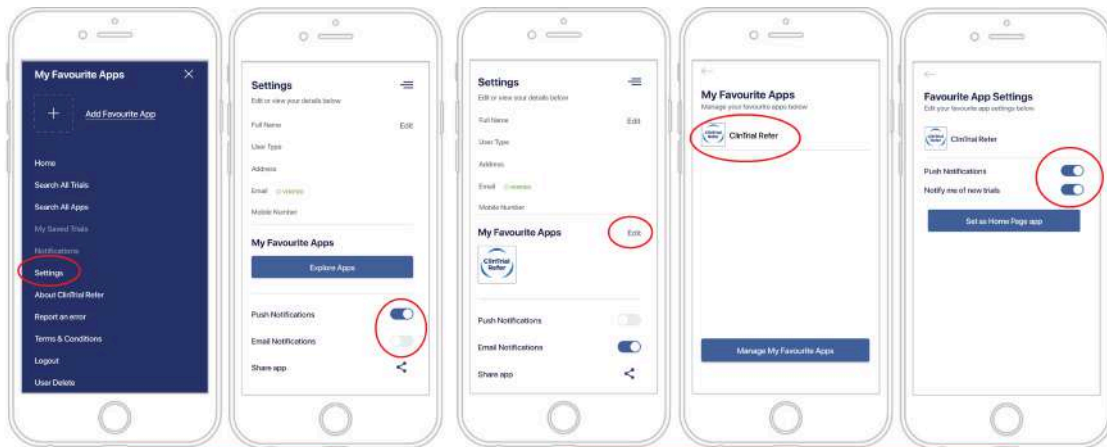 My Favourite Apps
Add Favourite App
Home
Search All Trials
Search All Apps
My Saved Trials
Notifications
Settings
About ClinTrial Refer
Report an error
Terms & Conditions
Logout
User Delete
Settings
Edit or view your details below
Full Name Edit
User Type
Address
Email VERIFIED
Mobile Number
My Favourite Apps
Explore Apps
Push Notifications
Email Notifications
Share app
Settings
Edit or view your details below
Full Name Edit
User Type
Address
Email VERIFIED
Mobile Number
My Favourite Apps Edit
ClinTrial
Refer
Push Notifications
Email Notifications
Share app
My Favourite Apps
Manage your favourite apps below
ClinTrial Refer
Manage My Favourite Apps
Favourite App Settings
Edit your favourite app settings below
ClinTrial Refer
Push Notifications
Notify me of new trials
Set as Home Page app